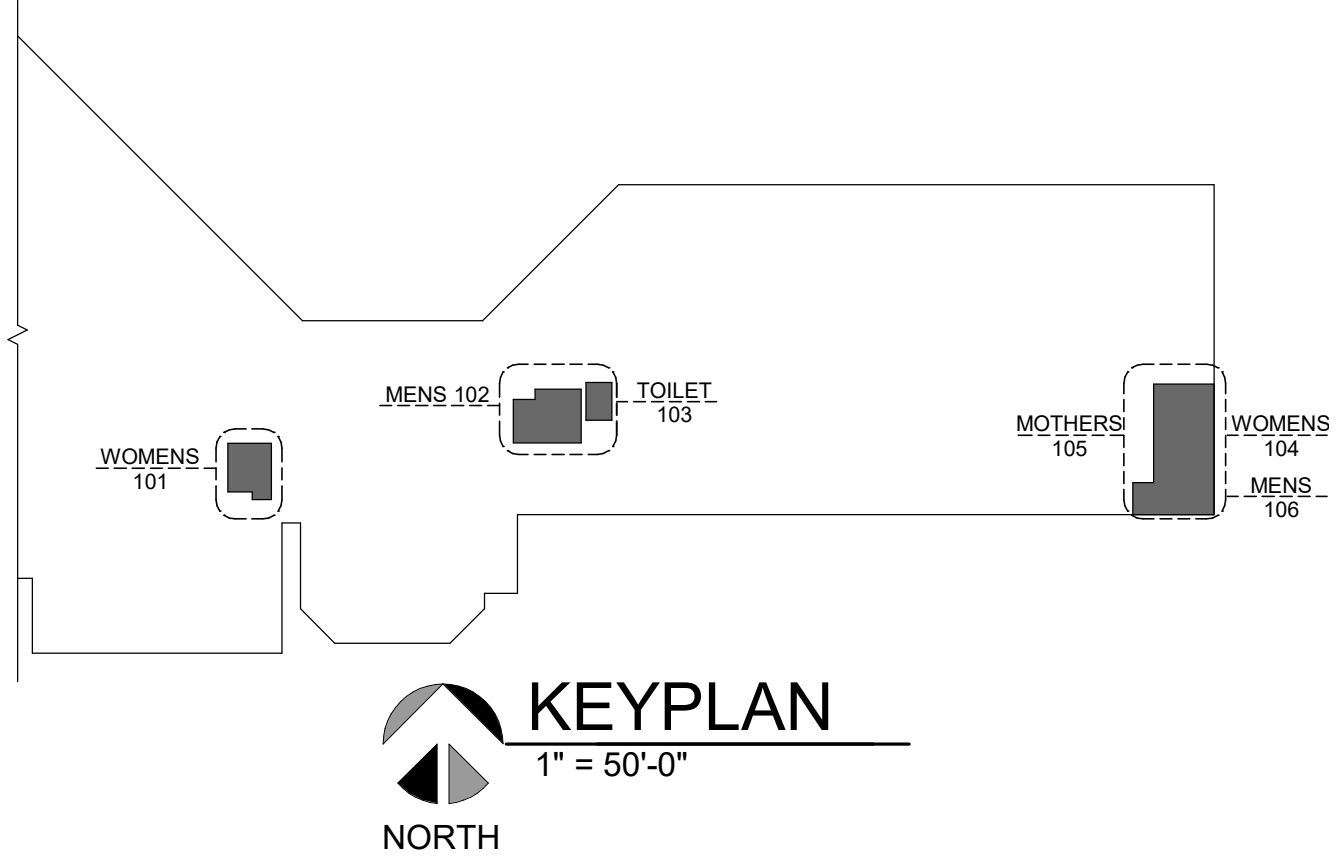 MENS 102
TOILET
103
MOTHERS
105
WOMENS
104
WOMENS
101
MENS
106
KEYPLAN
1" = 50'-0"
NORTH